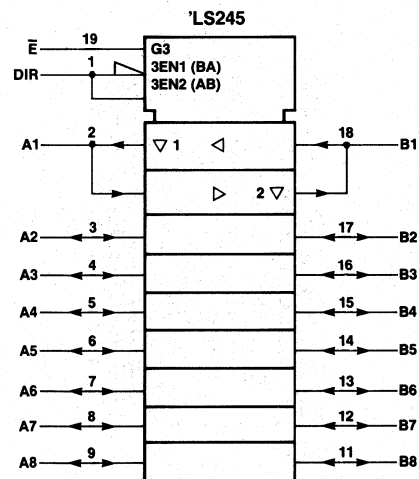 'LS245
E̅ 19 G3
DIR 1 3EN1 (BA)
3EN2 (AB)
A1 2 ▽ 1 ◁ 18 B1
▷ 2 ▽
A2 3 17 B2
A3 4 16 B3
A4 5 15 B4
A5 6 14 B5
A6 7 13 B6
A7 8 12 B7
A8 9 11 B8